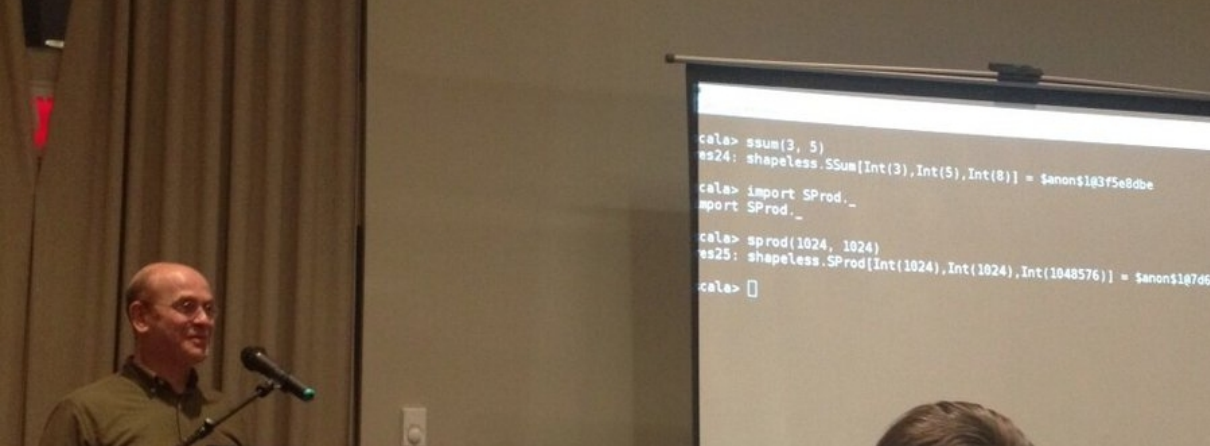 cala> ssum(3, 5)
es24: shapeless.SSum[Int(3),Int(5),Int(8)] = $anon$1@3f5e8dbe
cala> import SProd._
mport SProd._
cala> sprod(1024, 1024)
es25: shapeless.SProd[Int(1024),Int(1024),Int(1048576)] = $anon$1@7d6
cala>